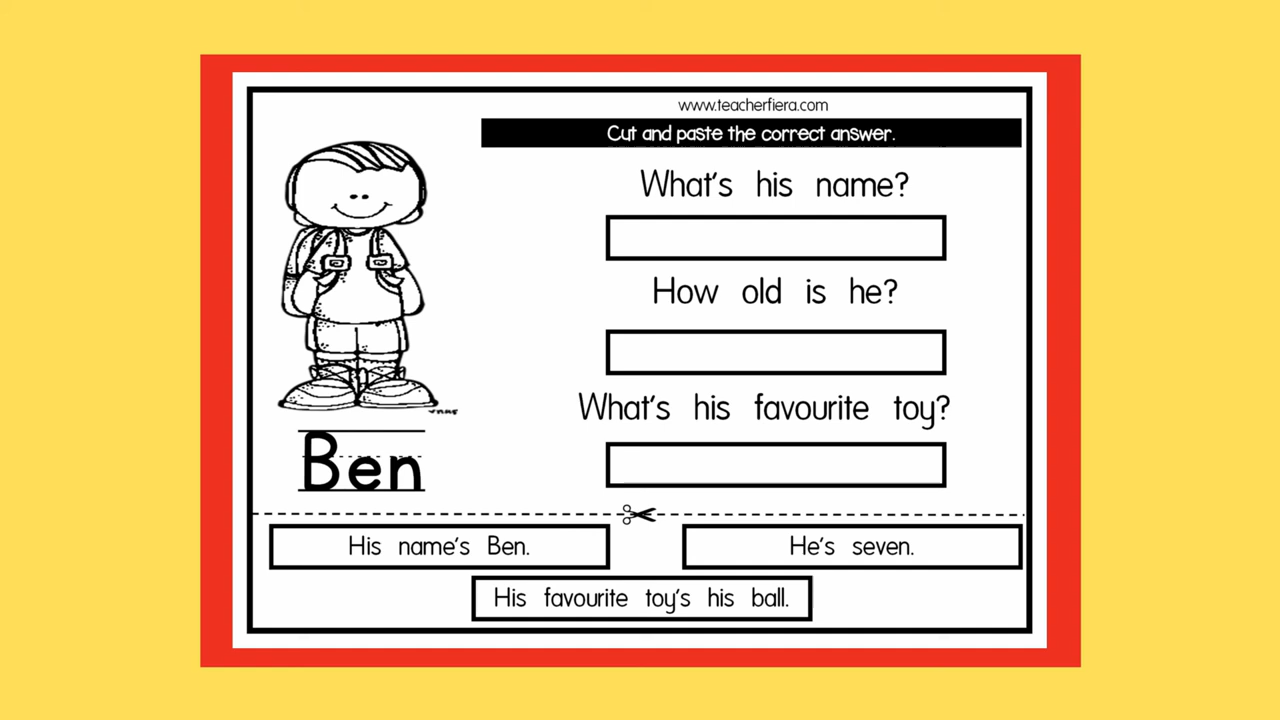 www.teacherfiera.com
Cut and paste the correct answer.
What's his name?
How old is he?
What's his favourite toy?
Ben
His name's Ben.
He's seven.
His favourite toy's his ball.